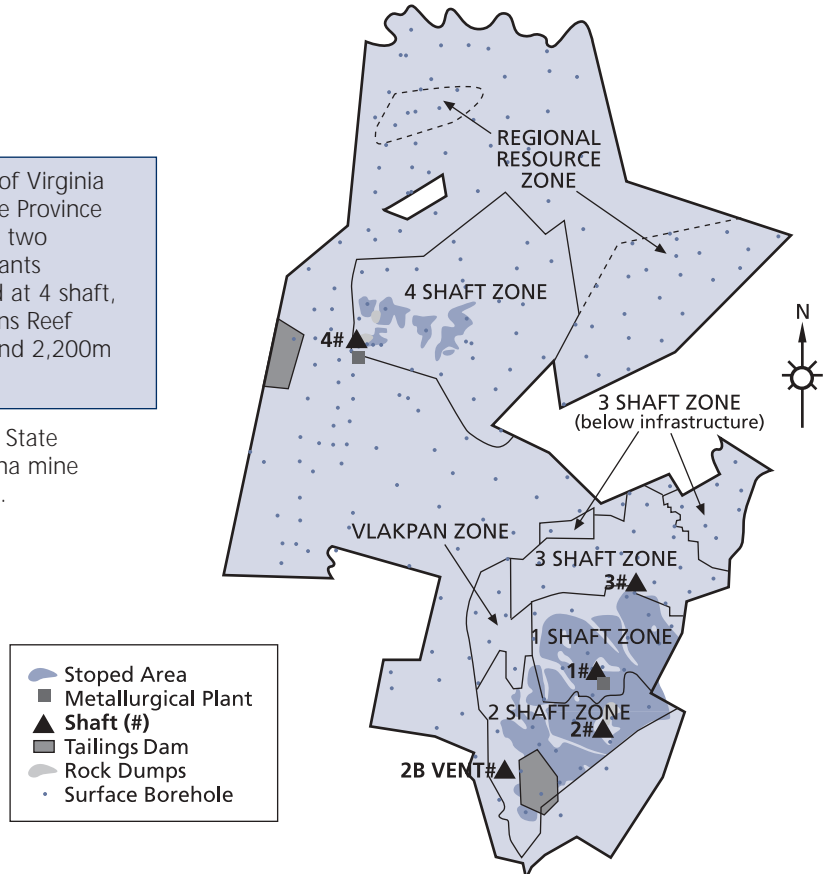 of Virginia
e Province
two
ants
d at 4 shaft,
ns Reef
nd 2,200m
State
na mine
.
REGIONAL
RESOURCE
ZONE
4 SHAFT ZONE
4#
N
3 SHAFT ZONE
(below infrastructure)
VLAKPAN ZONE
3 SHAFT ZONE
3#
1 SHAFT ZONE
1#
2 SHAFT ZONE
2#
2B VENT#
Stoped Area
Metallurgical Plant
Shaft (#)
Tailings Dam
Rock Dumps
Surface Borehole